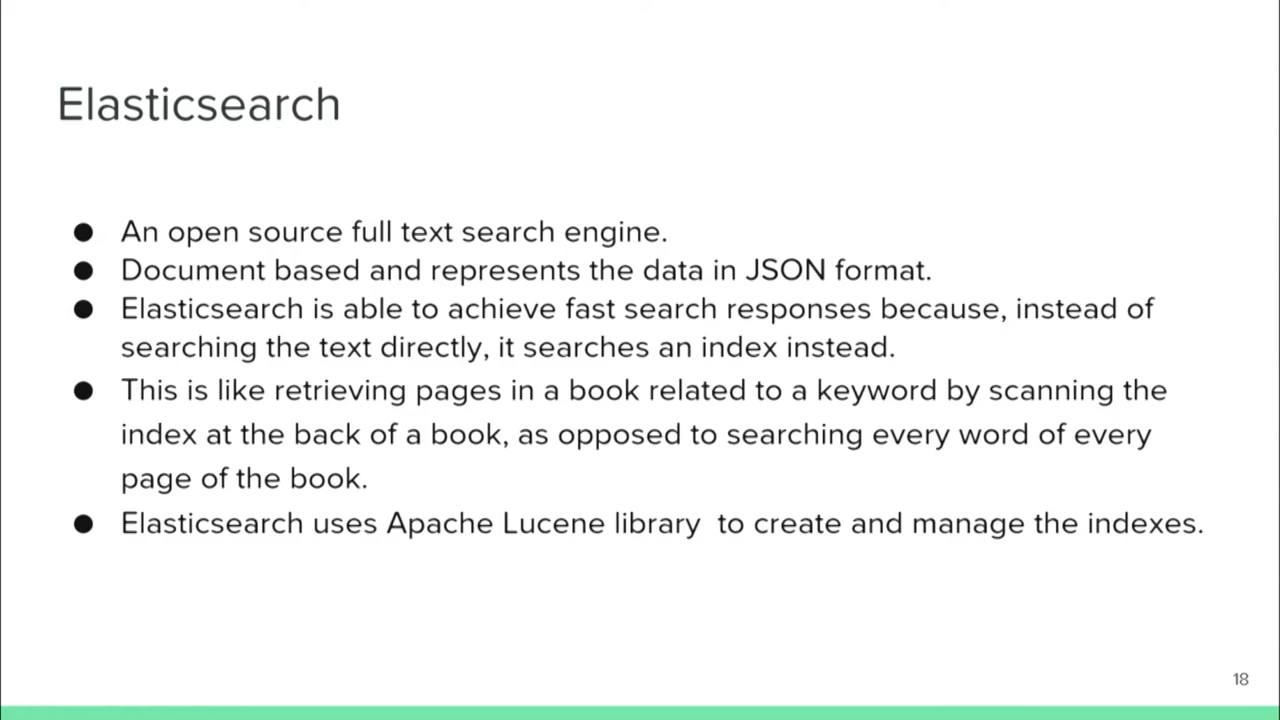 Elasticsearch
● An open source full text search engine.
● Document based and represents the data in JSON format.
● Elasticsearch is able to achieve fast search responses because, instead of
searching the text directly, it searches an index instead.
● This is like retrieving pages in a book related to a keyword by scanning the
index at the back of a book, as opposed to searching every word of every
page of the book.
● Elasticsearch uses Apache Lucene library  to create and manage the indexes.
18